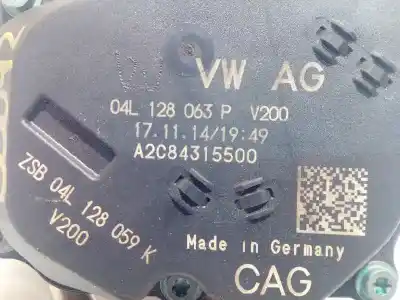 VW AG
04L 128 063 P V200
17.11.14/19:49
A2C84315500
ZSB 04L 128 059 K
V200
Made in Germany
CAG